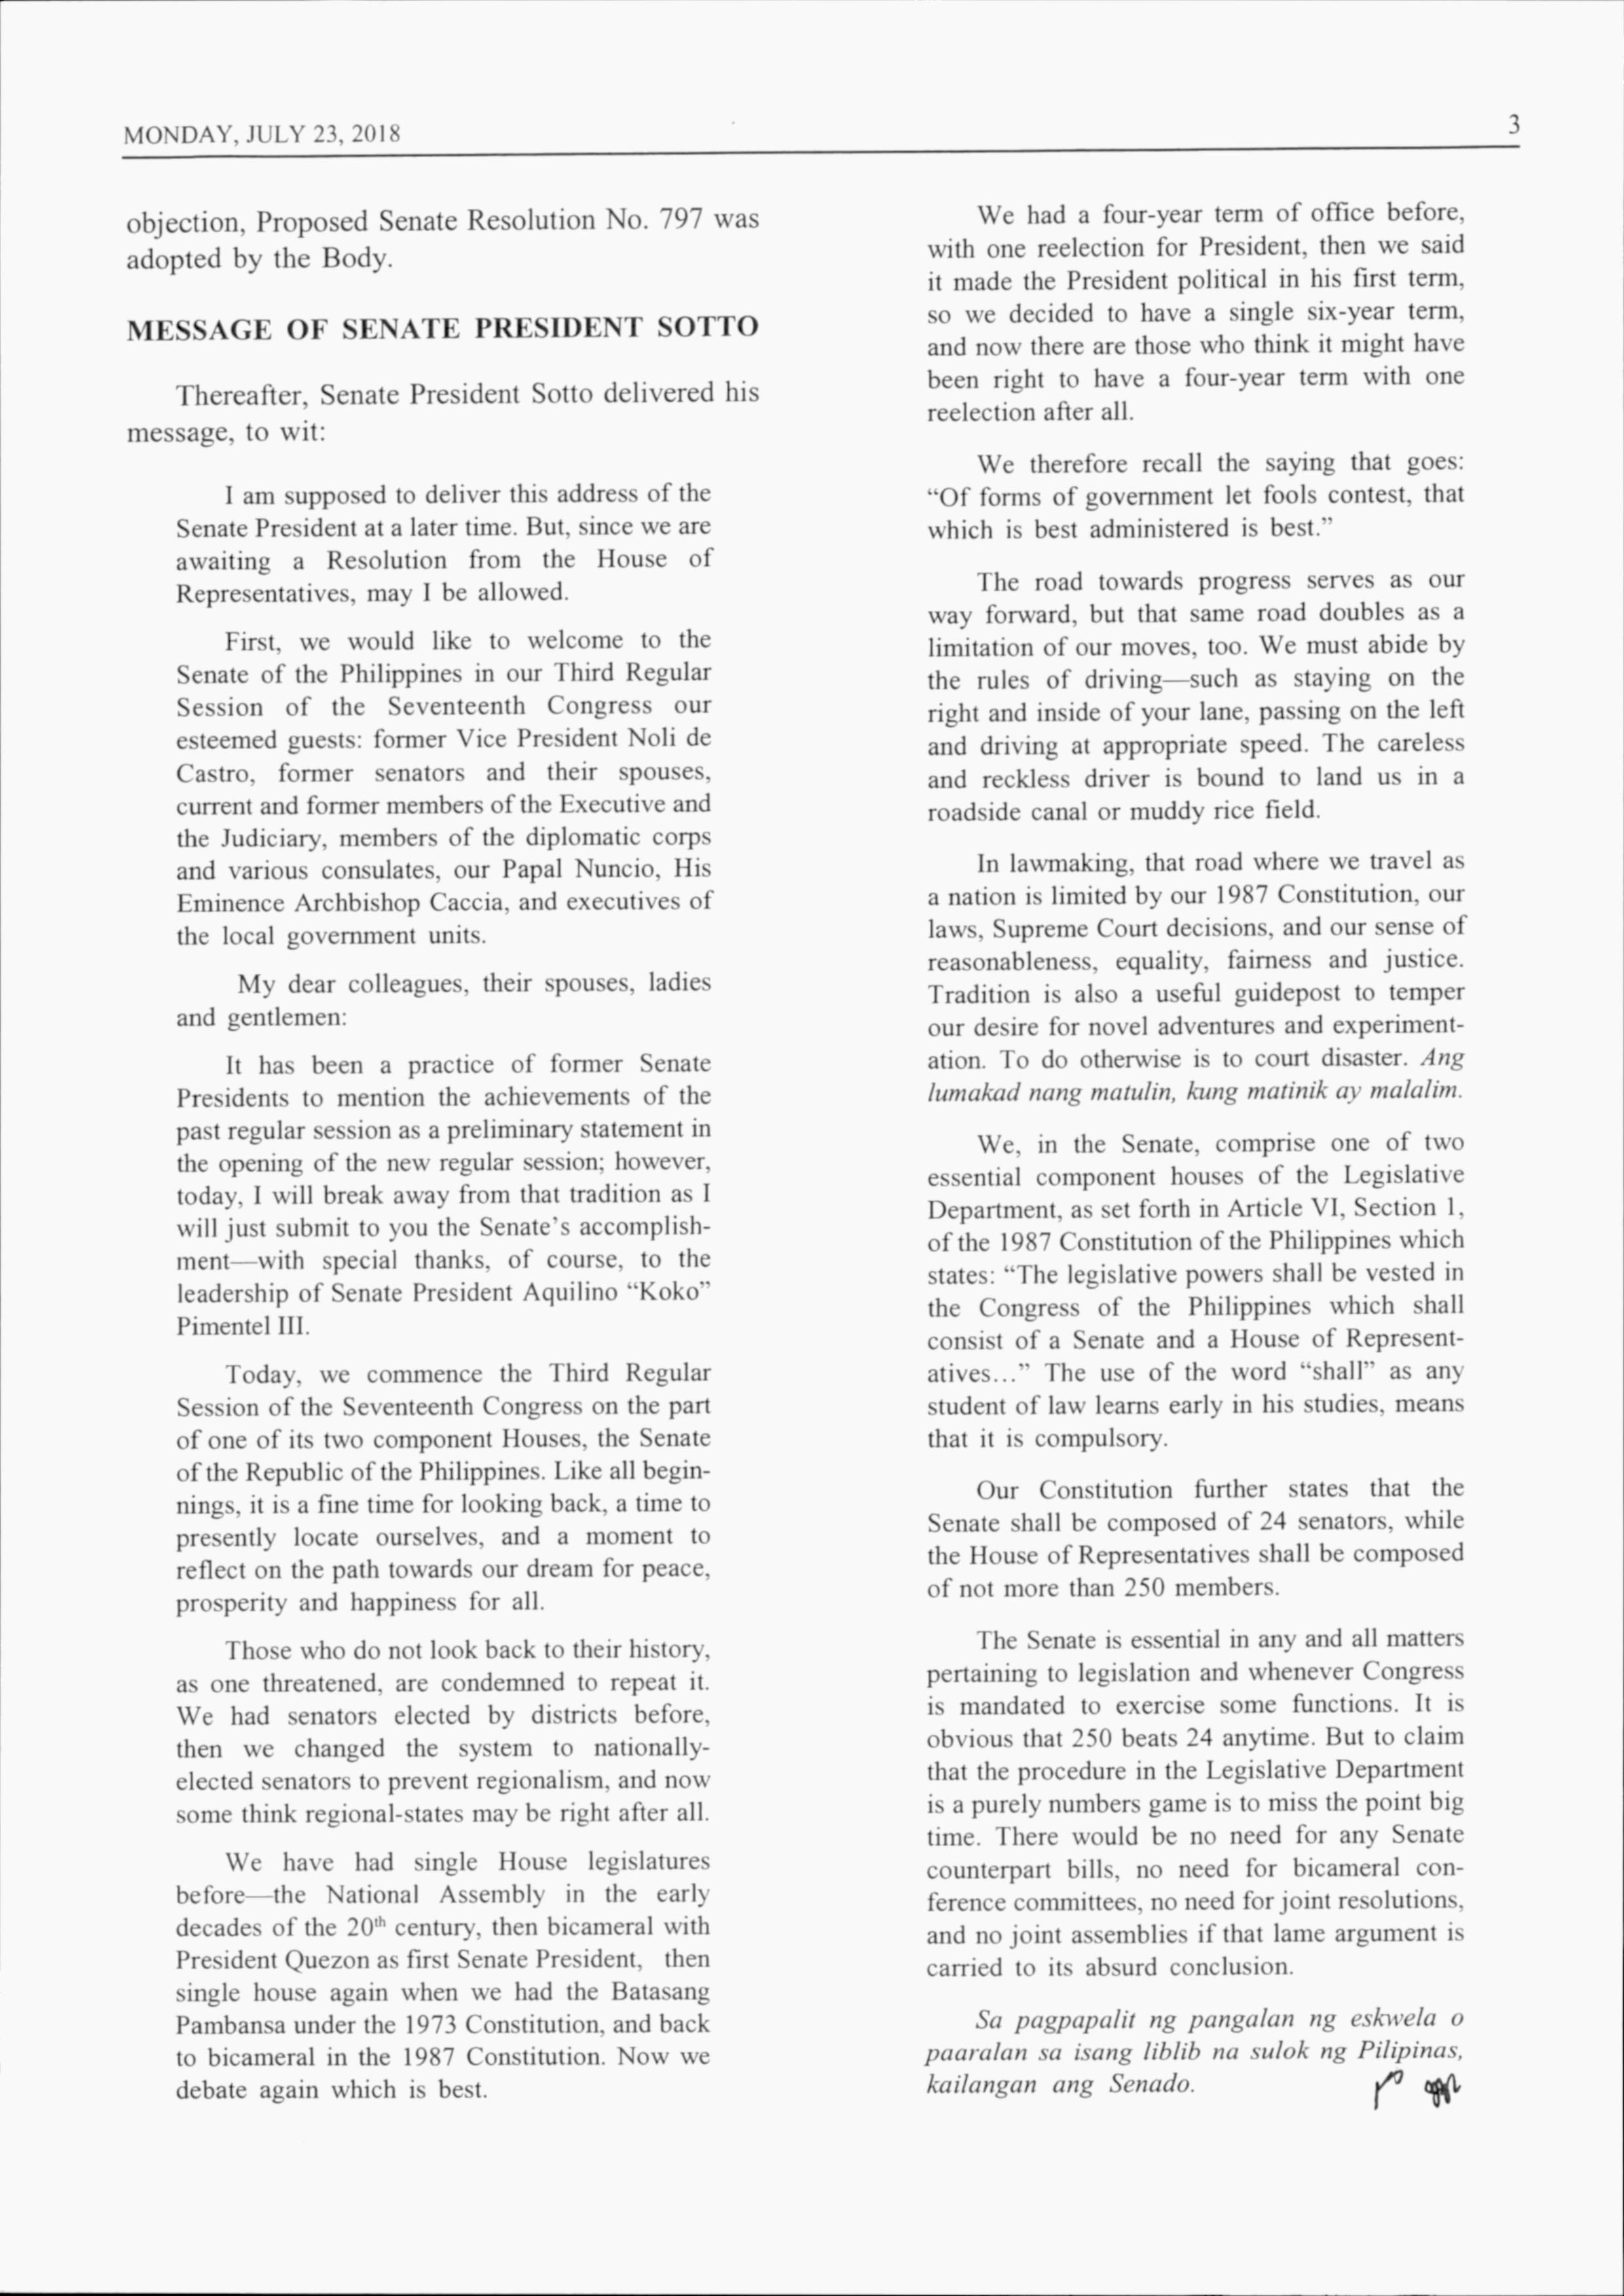 MONDAY, JULY 23, 2018
3
objection, Proposed Senate Resolution No. 797 was
adopted by the Body.
MESSAGE OF SENATE PRESIDENT SOTTO
Thereafter, Senate President Sotto delivered his
message, to wit:
I am supposed to deliver this address of the
Senate President at a later time. But, since we are
awaiting a Resolution from the House of
Representatives, may I be allowed.
First, we would like to welcome to the
Senate of the Philippines in our Third Regular
Session of the Seventeenth Congress our
esteemed guests: former Vice President Noli de
Castro, former senators and their spouses,
current and former members of the Executive and
the Judiciary, members of the diplomatic corps
and various consulates, our Papal Nuncio, His
Eminence Archbishop Caccia, and executives of
the local government units.
My dear colleagues, their spouses, ladies
and gentlemen:
It has been a practice of former Senate
Presidents to mention the achievements of the
past regular session as a preliminary statement in
the opening of the new regular session; however,
today, I will break away from that tradition as I
will just submit to you the Senate's accomplish-
ment—with special thanks, of course, to the
leadership of Senate President Aquilino “Koko”
Pimentel III.
Today, we commence the Third Regular
Session of the Seventeenth Congress on the part
of one of its two component Houses, the Senate
of the Republic of the Philippines. Like all begin-
nings, it is a fine time for looking back, a time to
presently locate ourselves, and a moment to
reflect on the path towards our dream for peace,
prosperity and happiness for all.
Those who do not look back to their history,
as one threatened, are condemned to repeat it.
We had senators elected by districts before,
then we changed the system to nationally-
elected senators to prevent regionalism, and now
some think regional-states may be right after all.
We have had single House legislatures
before—the National Assembly in the early
decades of the 20th century, then bicameral with
President Quezon as first Senate President, then
single house again when we had the Batasang
Pambansa under the 1973 Constitution, and back
to bicameral in the 1987 Constitution. Now we
debate again which is best.
We had a four-year term of office before,
with one reelection for President, then we said
it made the President political in his first term,
so we decided to have a single six-year term,
and now there are those who think it might have
been right to have a four-year term with one
reelection after all.
We therefore recall the saying that goes:
“Of forms of government let fools contest, that
which is best administered is best.”
The road towards progress serves as our
way forward, but that same road doubles as a
limitation of our moves, too. We must abide by
the rules of driving—such as staying on the
right and inside of your lane, passing on the left
and driving at appropriate speed. The careless
and reckless driver is bound to land us in a
roadside canal or muddy rice field.
In lawmaking, that road where we travel as
a nation is limited by our 1987 Constitution, our
laws, Supreme Court decisions, and our sense of
reasonableness, equality, fairness and justice.
Tradition is also a useful guidepost to temper
our desire for novel adventures and experiment-
ation. To do otherwise is to court disaster. Ang
lumakad nang matulin, kung matinik ay malalim.
We, in the Senate, comprise one of two
essential component houses of the Legislative
Department, as set forth in Article VI, Section 1,
of the 1987 Constitution of the Philippines which
states: “The legislative powers shall be vested in
the Congress of the Philippines which shall
consist of a Senate and a House of Represent-
atives...” The use of the word “shall” as any
student of law learns early in his studies, means
that it is compulsory.
Our Constitution further states that the
Senate shall be composed of 24 senators, while
the House of Representatives shall be composed
of not more than 250 members.
The Senate is essential in any and all matters
pertaining to legislation and whenever Congress
is mandated to exercise some functions. It is
obvious that 250 beats 24 anytime. But to claim
that the procedure in the Legislative Department
is a purely numbers game is to miss the point big
time. There would be no need for any Senate
counterpart bills, no need for bicameral con-
ference committees, no need for joint resolutions,
and no joint assemblies if that lame argument is
carried to its absurd conclusion.
Sa pagpapalit ng pangalan ng eskwela o
paaralan sa isang liblib na sulok ng Pilipinas,
kailangan ang Senado.